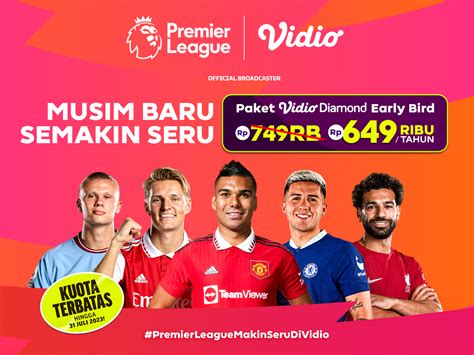 Premier League
Vidio
OFFICIAL BROADCASTER
MUSIM BARU
SEMAKIN SERU
Paket Vidio Diamond Early Bird
Rp 749RB Rp 649 RIBU /TAHUN
KUOTA
TERBATAS
HINGGA
31 JULI 2023!
TeamViewer
#PremierLeagueMakinSeruDiVidio